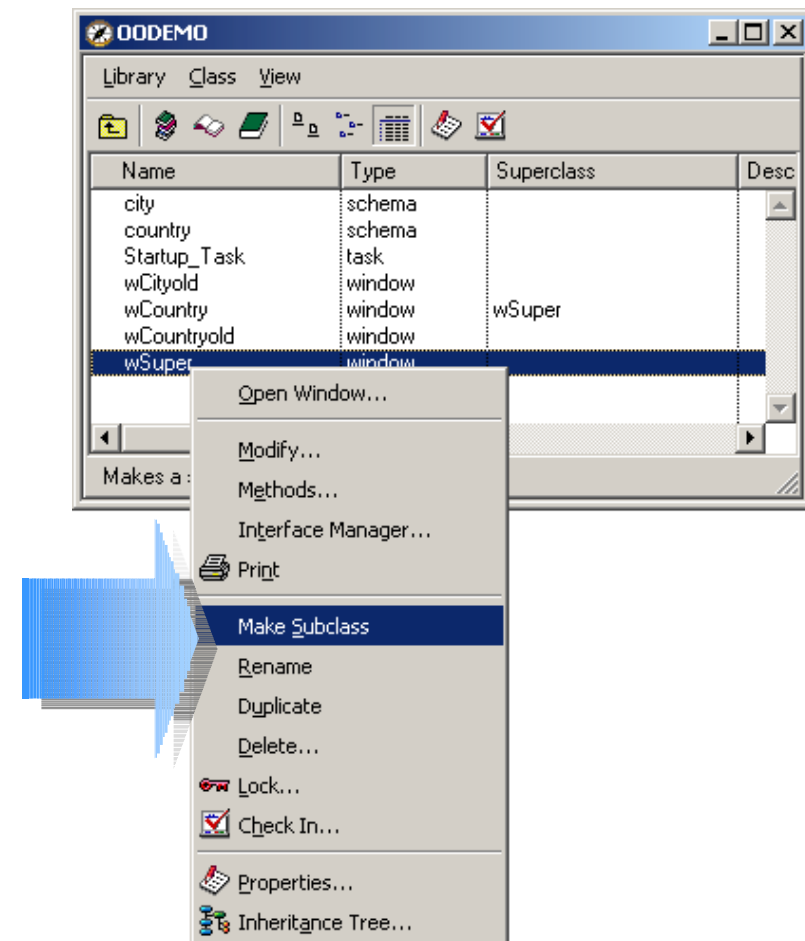 OODEMO
Library Class View
Name Type Superclass Desc
city schema
country schema
Startup_Task task
wCityold window
wCountry window wSuper
wCountryold window
wSuper window
Makes a
Open Window...
Modify...
Methods...
Interface Manager...
Print
Make Subclass
Rename
Duplicate
Delete...
Lock...
Check In...
Properties...
Inheritance Tree...